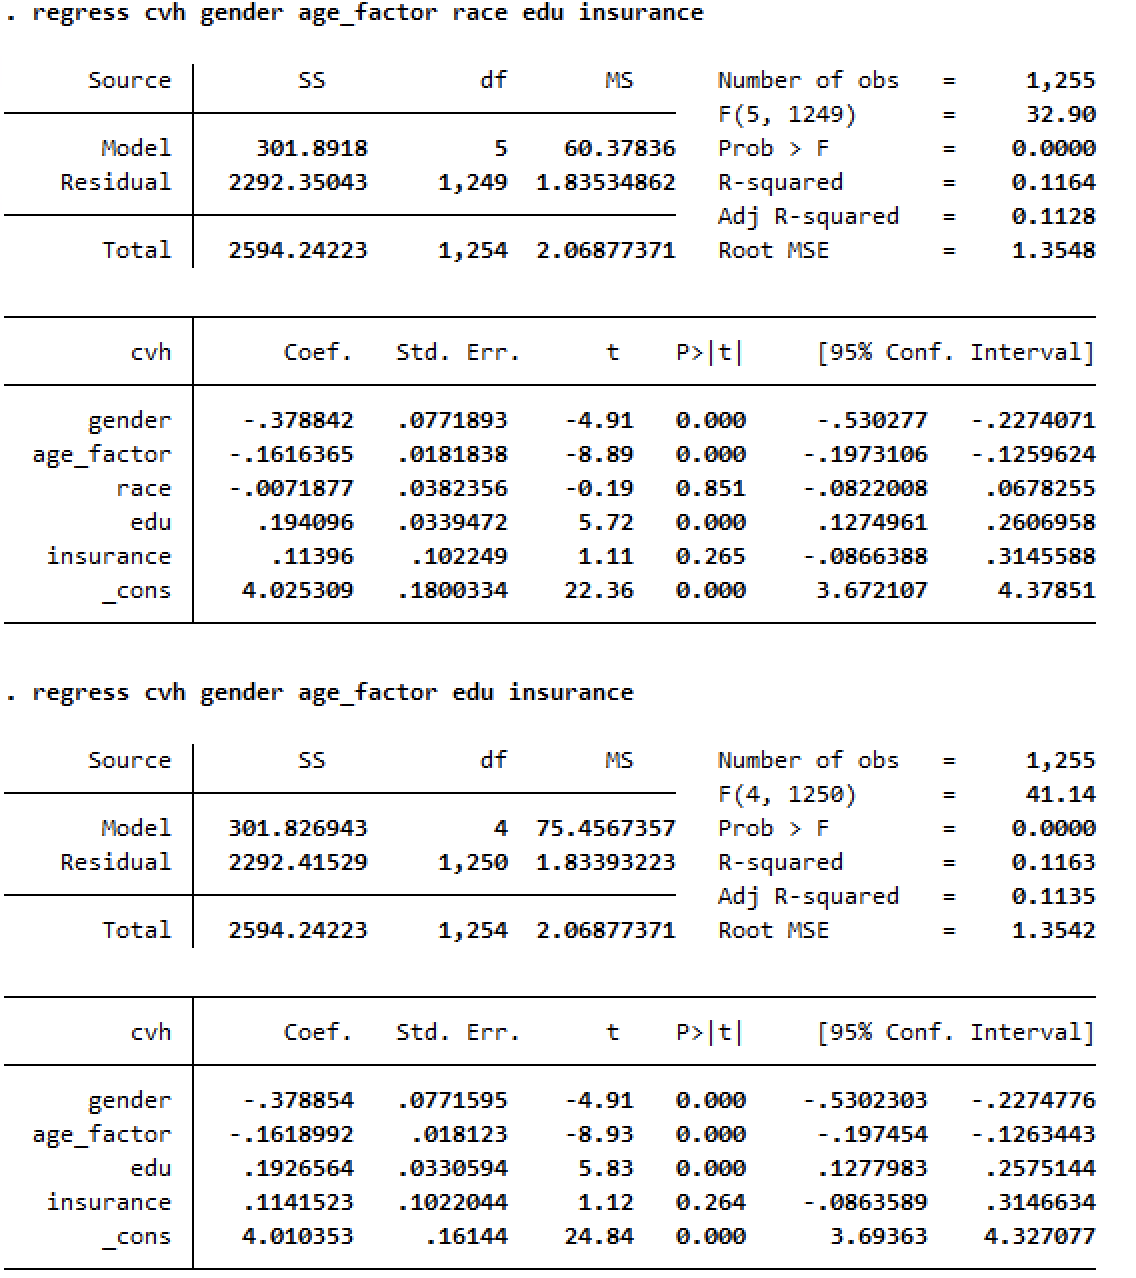 . regress cvh gender age_factor race edu insurance
Source SS df MS Number of obs = 1,255
F(5, 1249) = 32.90
Model 301.8918 5 60.37836 Prob > F = 0.0000
Residual 2292.35043 1,249 1.83534862 R-squared = 0.1164
Adj R-squared = 0.1128
Total 2594.24223 1,254 2.06877371 Root MSE = 1.3548
cvh Coef. Std. Err. t P>|t| [95% Conf. Interval]
gender -.378842 .0771893 -4.91 0.000 -.530277 -.2274071
age_factor -.1616365 .0181838 -8.89 0.000 -.1973106 -.1259624
race -.0071877 .0382356 -0.19 0.851 -.0822008 .0678255
edu .194096 .0339472 5.72 0.000 .1274961 .2606958
insurance .11396 .102249 1.11 0.265 -.0866388 .3145588
_cons 4.025309 .1800334 22.36 0.000 3.672107 4.37851
. regress cvh gender age_factor edu insurance
Source SS df MS Number of obs = 1,255
F(4, 1250) = 41.14
Model 301.826943 4 75.4567357 Prob > F = 0.0000
Residual 2292.41529 1,250 1.83393223 R-squared = 0.1163
Adj R-squared = 0.1135
Total 2594.24223 1,254 2.06877371 Root MSE = 1.3542
cvh Coef. Std. Err. t P>|t| [95% Conf. Interval]
gender -.378854 .0771595 -4.91 0.000 -.5302303 -.2274776
age_factor -.1618992 .018123 -8.93 0.000 -.197454 -.1263443
edu .1926564 .0330594 5.83 0.000 .1277983 .2575144
insurance .1141523 .1022044 1.12 0.264 -.0863589 .3146634
_cons 4.010353 .16144 24.84 0.000 3.69363 4.327077